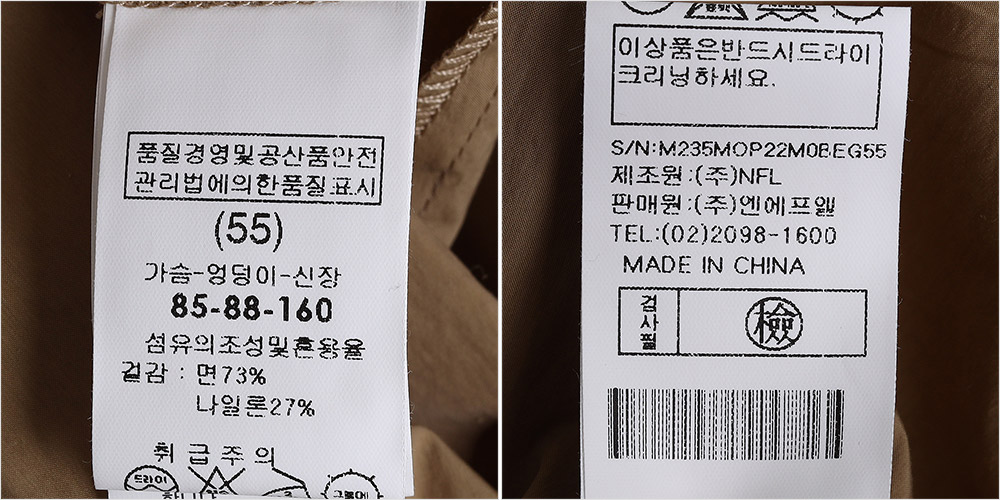 품질경영및공산품안전
관리법에의한품질표시
(55)
가슴-엉덩이-신장
85-88-160
섬유의조성및혼용율
겉감 : 면73%
나일론27%
취급주의
드라이
이상품은반드시드라이
크리닝하세요.
S/N:M235MOP22M0BEG55
제조원:(주)NFL
판매원:(주)엔에프엘
TEL:(02)2098-1600
MADE IN CHINA
검사필
檢